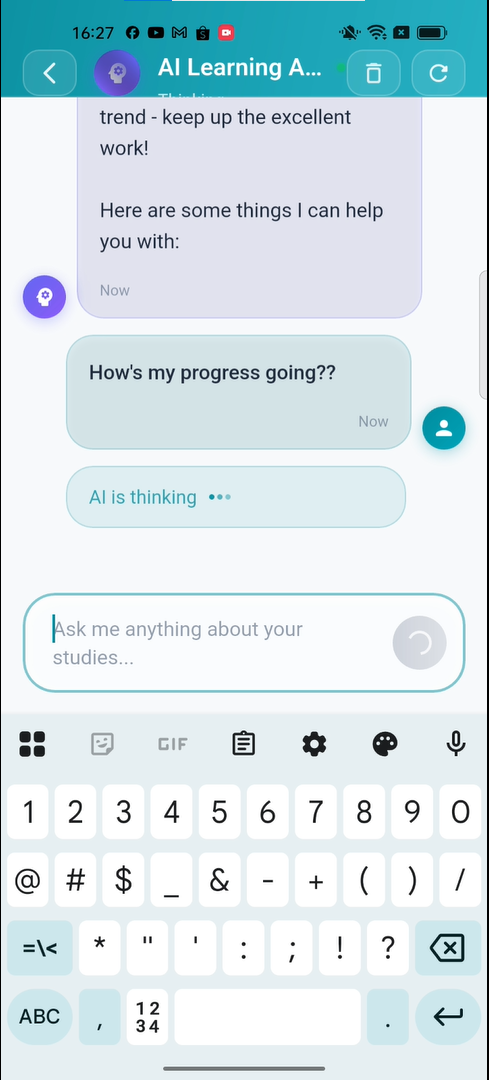 16:27
AI Learning A...
Thinking
trend - keep up the excellent
work!
Here are some things I can help
you with:
Now
How's my progress going??
Now
AI is thinking
Ask me anything about your
studies...
GIF
1 2 3 4 5 6 7 8 9 0
@ # $ _ & - + ( ) /
=\< * " ' : ; ! ?
ABC , 12 34 .